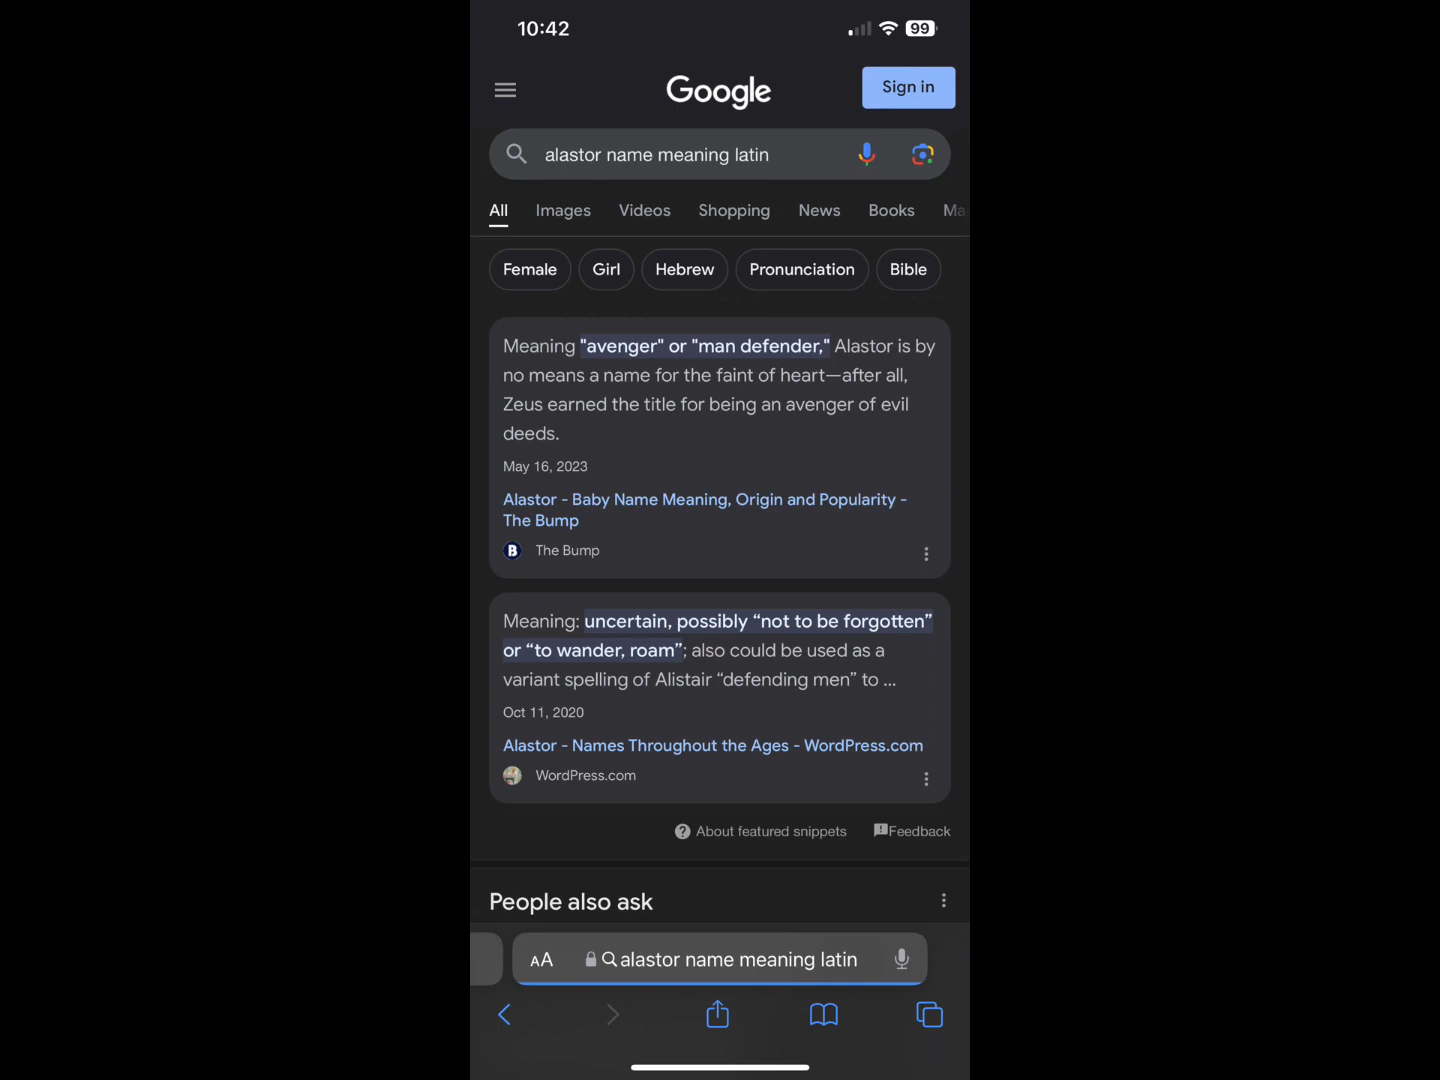 10:42
99
Google
Sign in
alastor name meaning latin
All Images Videos Shopping News Books Ma
Female Girl Hebrew Pronunciation Bible
Meaning "avenger" or "man defender," Alastor is by
no means a name for the faint of heart—after all,
Zeus earned the title for being an avenger of evil
deeds.
May 16, 2023
Alastor - Baby Name Meaning, Origin and Popularity -
The Bump
B The Bump
Meaning: uncertain, possibly “not to be forgotten”
or “to wander, roam”; also could be used as a
variant spelling of Alistair “defending men” to ...
Oct 11, 2020
Alastor - Names Throughout the Ages - WordPress.com
WordPress.com
About featured snippets Feedback
People also ask
AA alastor name meaning latin